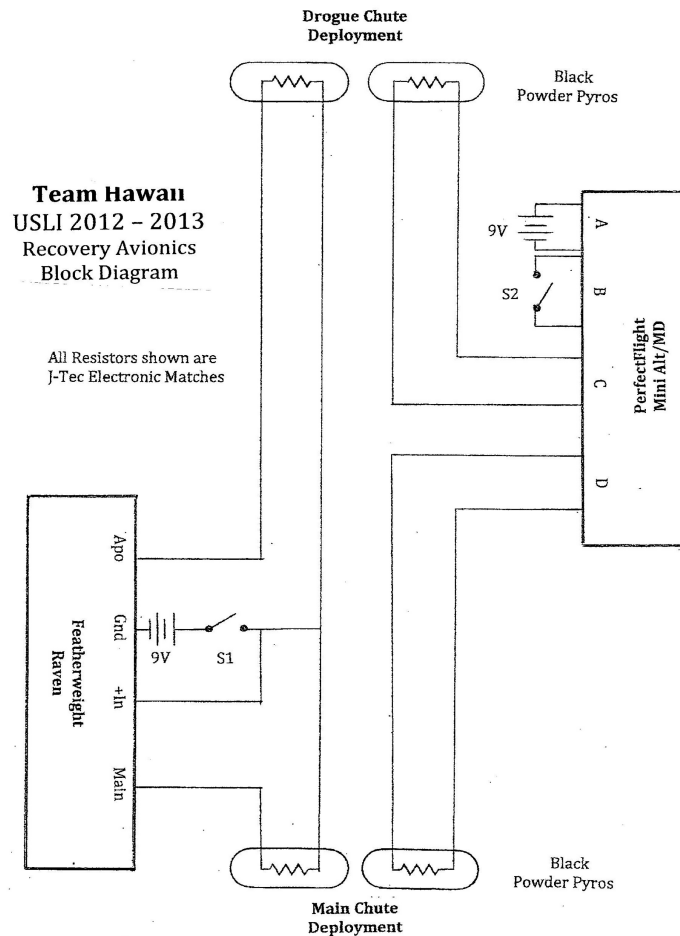 Drogue Chute
Deployment
Black
Powder Pyros
Team Hawaii
USLI 2012 – 2013
Recovery Avionics
Block Diagram
9V
A
S2
B
PerfectFlight
Mini Alt/MD
All Resistors shown are
J-Tec Electronic Matches
C
D
Apo
Gnd
9V
S1
Featherweight
Raven
+In
Main
Black
Powder Pyros
Main Chute
Deployment